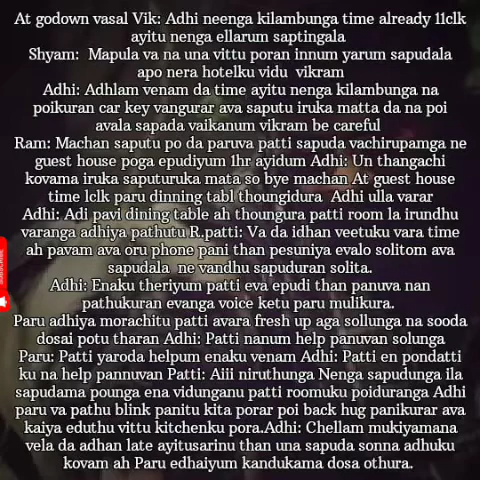 At godown vasal Vik: Adhi neenga kilambunga time already 11clk
ayitu nenga ellarum saptingala
Shyam:  Mapula va na una vittu poran innum yarum sapudala
apo nera hotelku vidu  vikram
Adhi: Adhlam venam da time ayitu nenga kilambunga na
poikuran car key vangurar ava saputu iruka matta da na poi
avala sapada vaikanum vikram be careful
Ram: Machan saputu po da paruva patti sapuda vachirupamga ne
guest house poga epudiyum 1hr ayidum Adhi: Un thangachi
kovama iruka saputuruka mata so bye machan At guest house
time lclk paru dinning tabl thoungidura  Adhi ulla varar
Adhi: Adi pavi dining table ah thoungura patti room la irundhu
varanga adhiya pathutu R.patti: Va da idhan veetuku vara time
ah pavam ava oru phone pani than pesuniya evalo solitom ava
sapudala  ne vandhu sapuduran solita.
Adhi: Enaku theriyum patti eva epudi than panuva nan
pathukuran evanga voice ketu paru mulikura.
Paru adhiya morachitu patti avara fresh up aga sollunga na sooda
dosai potu tharan Adhi: Patti nanum help panuvan solunga
Paru: Patti yaroda helpum enaku venam Adhi: Patti en pondatti
ku na help pannuvan Patti: Aiii niruthunga Nenga sapudunga ila
sapudama pounga ena vidunganu patti roomuku poiduranga Adhi
paru va pathu blink panitu kita porar poi back hug panikurar ava
kaiya eduthu vittu kitchenku pora.Adhi: Chellam mukiyamana
vela da adhan late ayitusarinu than una sapuda sonna adhuku
kovam ah Paru edhaiyum kandukama dosa othura.